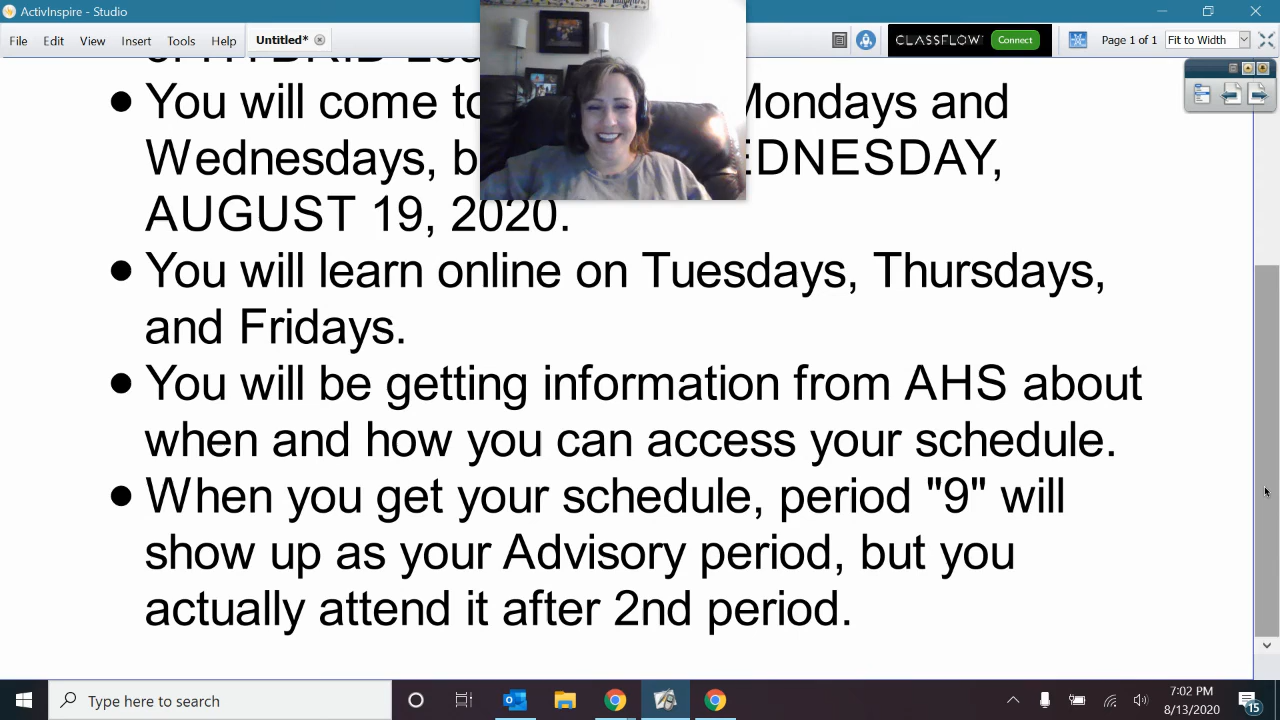 ActivInspire - Studio
File Edit View Insert Tools Help Untitled*
CLASSFLOW Connect Page 1 of 1 Fit to Width
• You will come to Mondays and
Wednesdays, b EDNESDAY,
AUGUST 19, 2020.
• You will learn online on Tuesdays, Thursdays,
and Fridays.
• You will be getting information from AHS about
when and how you can access your schedule.
• When you get your schedule, period "9" will
show up as your Advisory period, but you
actually attend it after 2nd period.
Type here to search
7:02 PM
8/13/2020
15